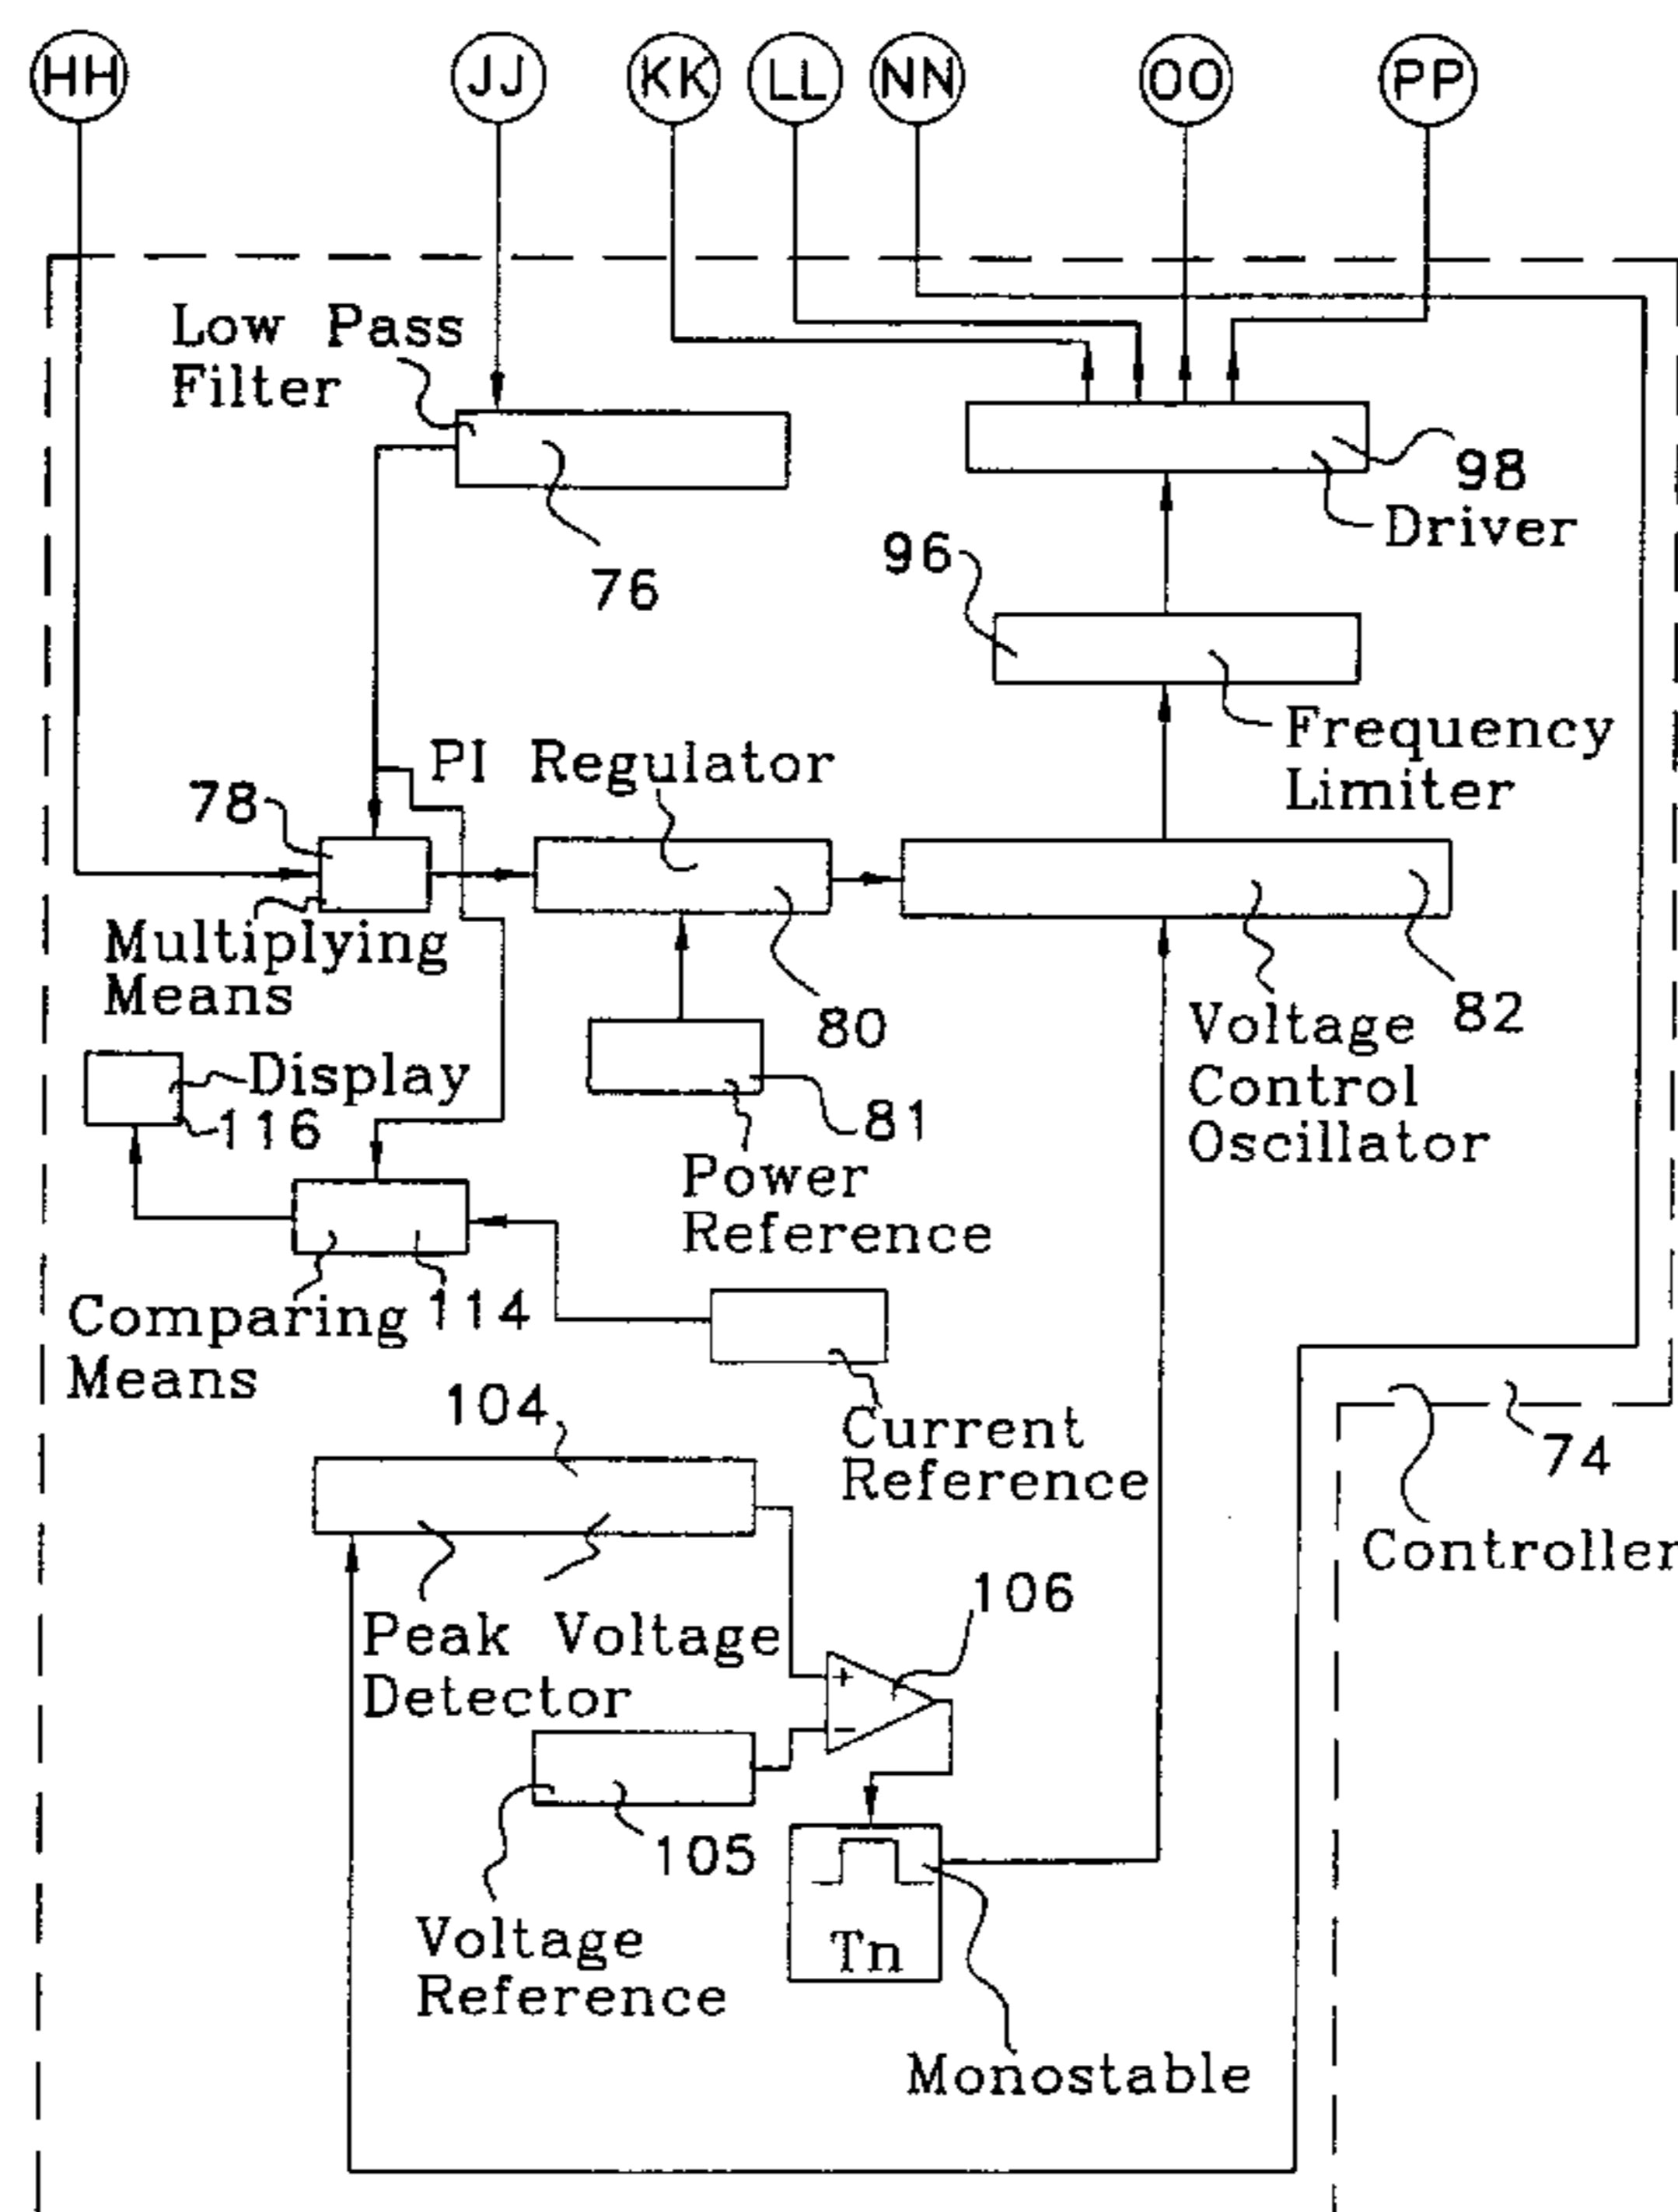 HH JJ KK LL NN OO PP
Low Pass
Filter
76
98
Driver
96
Frequency
Limiter
PI Regulator
78
Multiplying
Means
80
82
Voltage
Control
Oscillator
Display
116
81
Power
Reference
Comparing
Means
114
Current
Reference
104
74
Controller
Peak Voltage
Detector
106
+
−
105
Voltage
Reference
Tn
Monostable